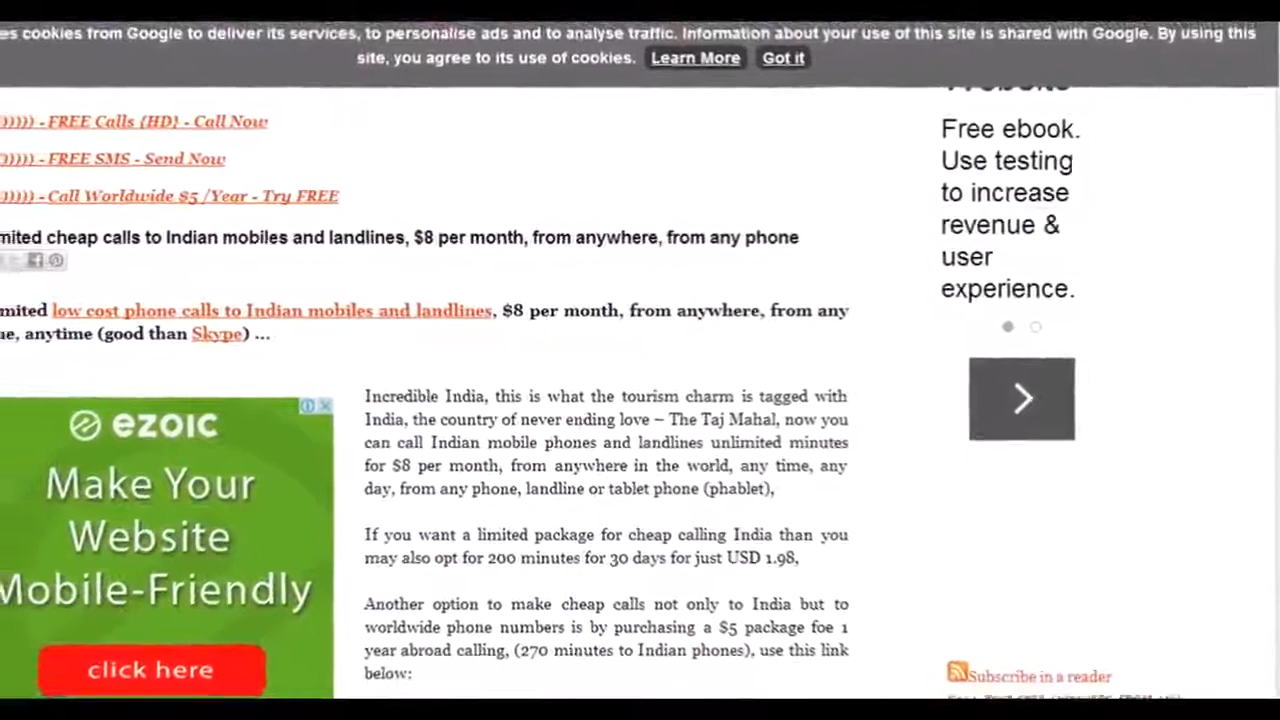 es cookies from Google to deliver its services, to personalise ads and to analyse traffic. Information about your use of this site is shared with Google. By using this
site, you agree to its use of cookies. Learn More Got it
))))) - FREE Calls {HD} - Call Now
))))) - FREE SMS - Send Now
))))) - Call Worldwide $5 /Year - Try FREE
mited cheap calls to Indian mobiles and landlines, $8 per month, from anywhere, from any phone
mited low cost phone calls to Indian mobiles and landlines, $8 per month, from anywhere, from any
ne, anytime (good than Skype) ...
ezoic
Make Your
Website
Mobile-Friendly
click here
Incredible India, this is what the tourism charm is tagged with
India, the country of never ending love – The Taj Mahal, now you
can call Indian mobile phones and landlines unlimited minutes
for $8 per month, from anywhere in the world, any time, any
day, from any phone, landline or tablet phone (phablet),
If you want a limited package for cheap calling India than you
may also opt for 200 minutes for 30 days for just USD 1.98,
Another option to make cheap calls not only to India but to
worldwide phone numbers is by purchasing a $5 package foe 1
year abroad calling, (270 minutes to Indian phones), use this link
below:
Free ebook.
Use testing
to increase
revenue &
user
experience.
Subscribe in a reader